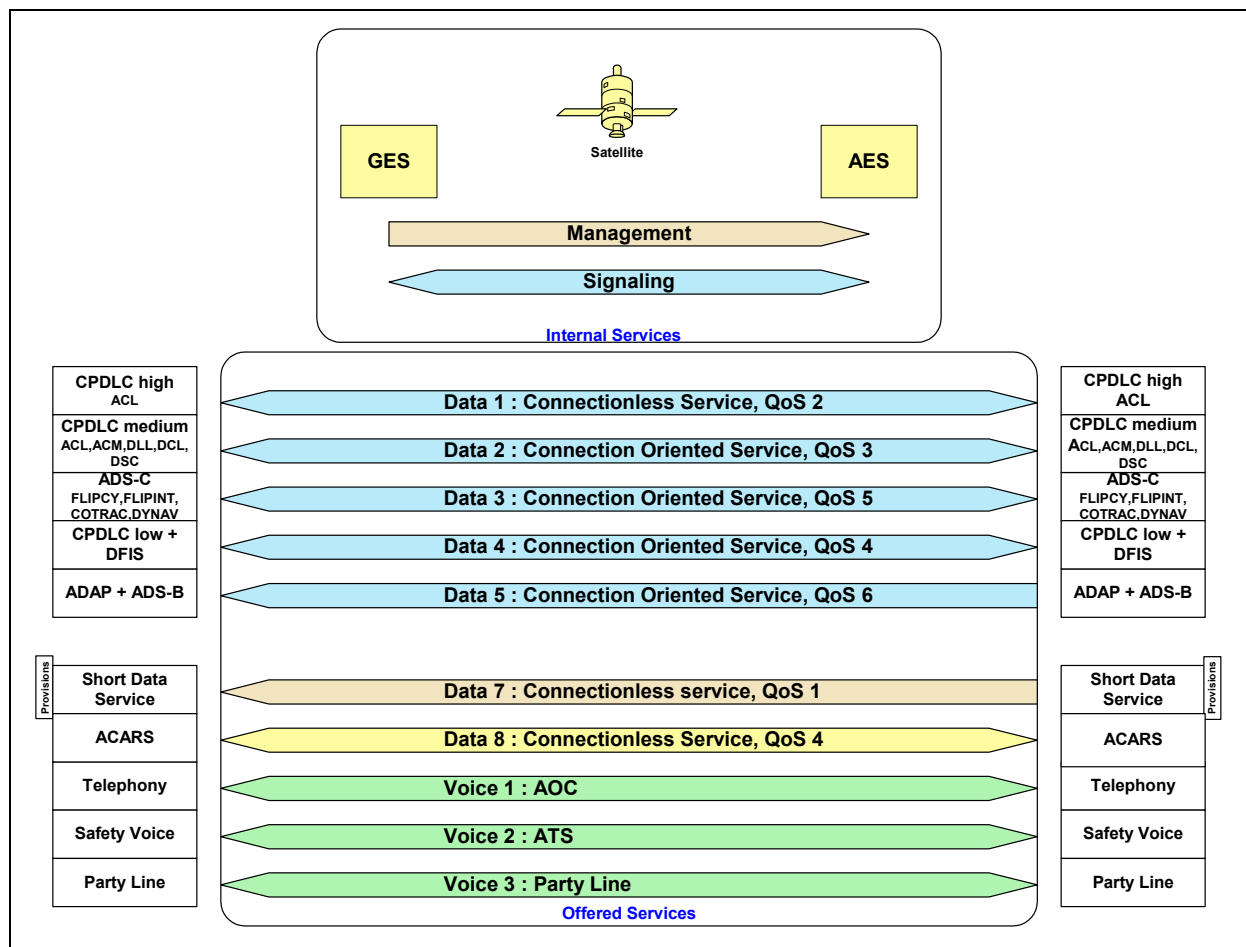 Satellite
GES
AES
Management
Signaling
Internal Services
CPDLC high
ACL
Data 1 : Connectionless Service, QoS 2
CPDLC high
ACL
CPDLC medium
ACL,ACM,DLL,DCL,
DSC
Data 2 : Connection Oriented Service, QoS 3
CPDLC medium
ACL,ACM,DLL,DCL,
DSC
ADS-C
FLIPCY,FLIPINT,
COTRAC,DYNAV
Data 3 : Connection Oriented Service, QoS 5
ADS-C
FLIPCY,FLIPINT,
COTRAC,DYNAV
CPDLC low +
DFIS
Data 4 : Connection Oriented Service, QoS 4
CPDLC low +
DFIS
ADAP + ADS-B
Data 5 : Connection Oriented Service, QoS 6
ADAP + ADS-B
Provisions
Short Data
Service
Data 7 : Connectionless service, QoS 1
Short Data
Service
Provisions
ACARS
Data 8 : Connectionless Service, QoS 4
ACARS
Telephony
Voice 1 : AOC
Telephony
Safety Voice
Voice 2 : ATS
Safety Voice
Party Line
Voice 3 : Party Line
Party Line
Offered Services